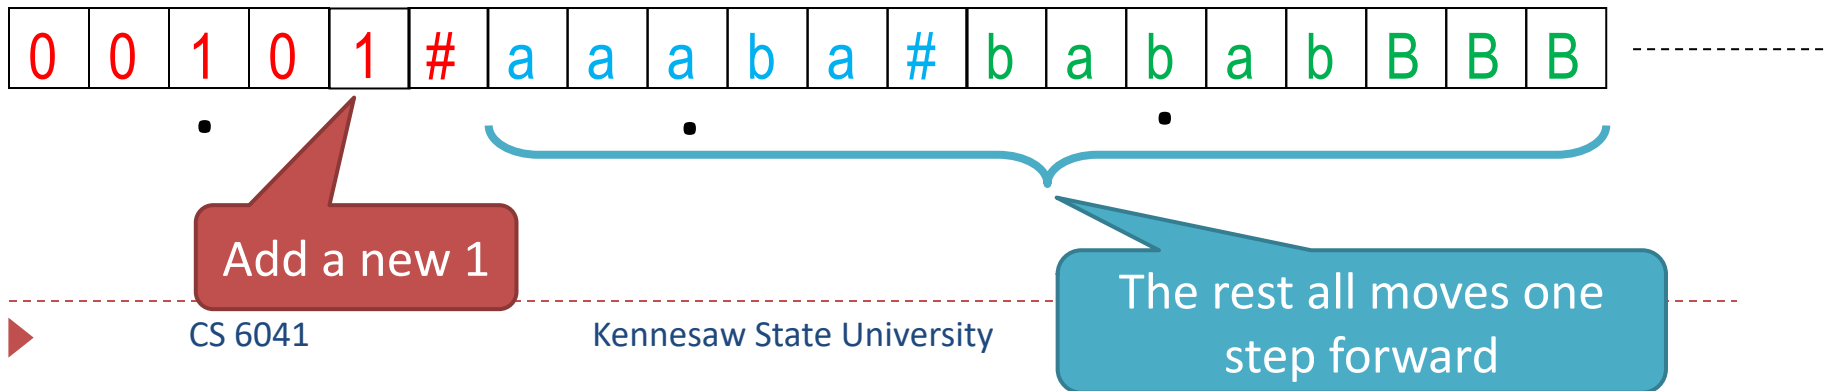 0 0 1 0 1 # a a a b a # b a b a b B B B
Add a new 1
The rest all moves one
step forward
CS 6041
Kennesaw State University